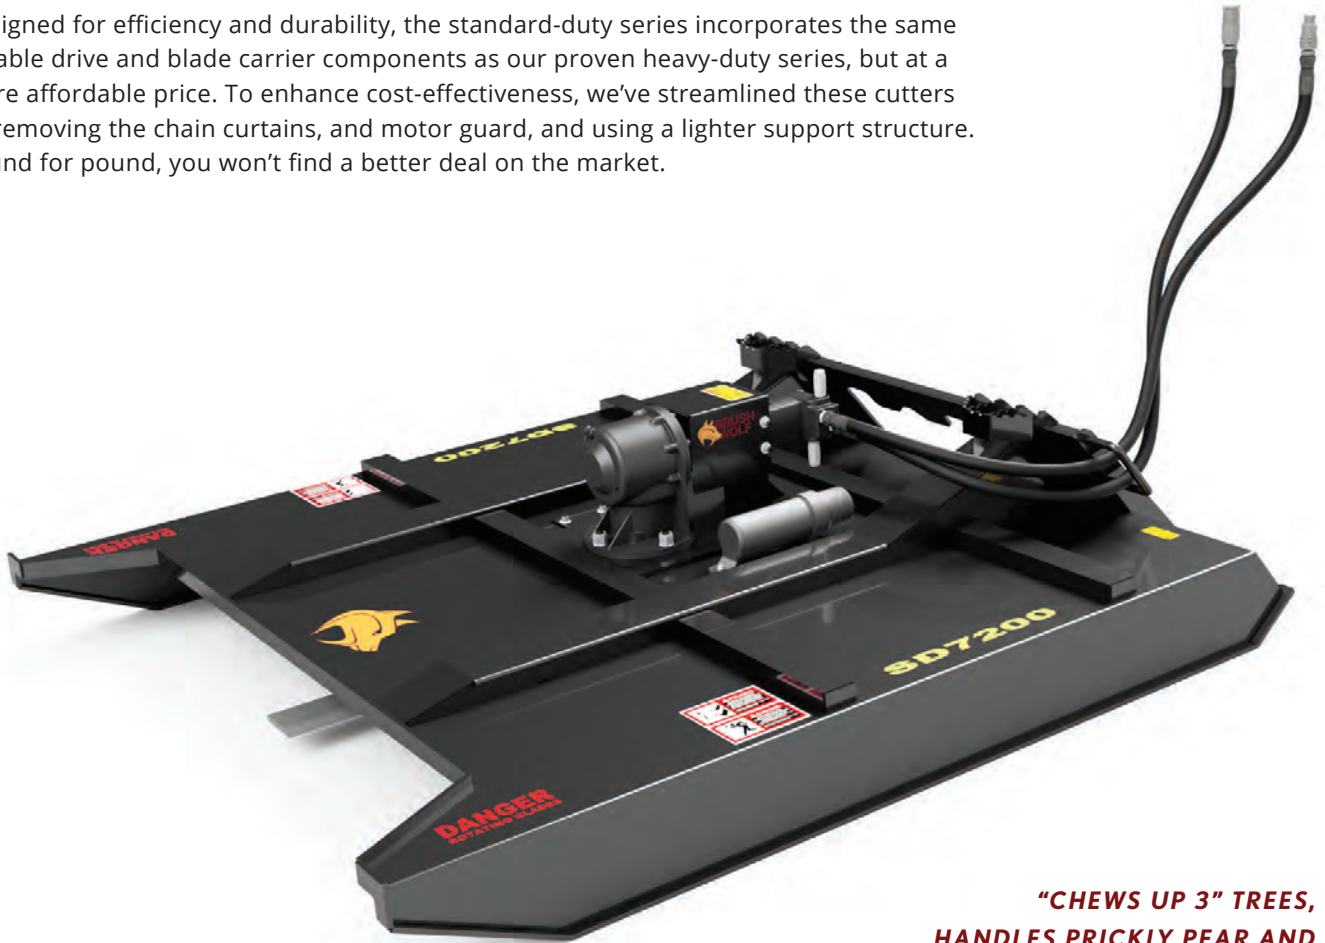 igned for efficiency and durability, the standard-duty series incorporates the same
able drive and blade carrier components as our proven heavy-duty series, but at a
re affordable price. To enhance cost-effectiveness, we’ve streamlined these cutters
removing the chain curtains, and motor guard, and using a lighter support structure.
und for pound, you won’t find a better deal on the market.
BRUSH
WOLF
SD7200
DANGER
SD7200
DANGER
ROTATING BLADES
“CHEWS UP 3” TREES,
HANDLES PRICKLY PEAR AND